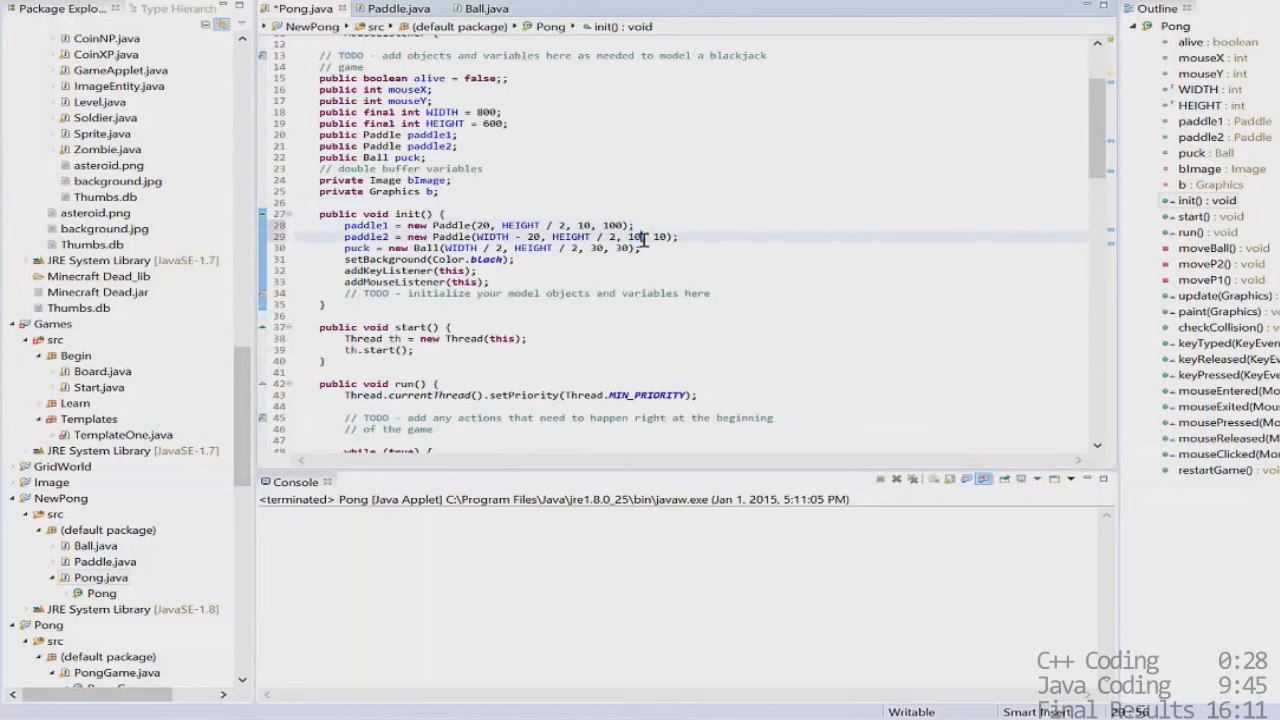 Package Explo...
Type Hierarch
CoinNP.java
CoinXP.java
GameApplet.java
ImageEntity.java
Level.java
Soldier.java
Sprite.java
Zombie.java
asteroid.png
background.jpg
Thumbs.db
asteroid.png
background.jpg
Thumbs.db
JRE System Library [JavaSE-1.7]
Minecraft Dead_lib
Minecraft Dead.jar
Thumbs.db
Games
src
Begin
Board.java
Start.java
Learn
Templates
TemplateOne.java
JRE System Library [JavaSE-1.7]
GridWorld
Image
NewPong
src
(default package)
Ball.java
Paddle.java
Pong.java
Pong
JRE System Library [JavaSE-1.8]
Pong
src
(default package)
PongGame.java
*Pong.java Paddle.java Ball.java
NewPong src (default package) Pong init() : void
12
13 // TODO - add objects and variables here as needed to model a blackjack
14 // game
15 public boolean alive = false;;
16 public int mouseX;
17 public int mouseY;
18 public final int WIDTH = 800;
19 public final int HEIGHT = 600;
20 public Paddle paddle1;
21 public Paddle paddle2;
22 public Ball puck;
23 // double buffer variables
24 private Image bImage;
25 private Graphics b;
26
27 public void init() {
28 paddle1 = new Paddle(20, HEIGHT / 2, 10, 100);
29 paddle2 = new Paddle(WIDTH - 20, HEIGHT / 2, 10, 10);
30 puck = new Ball(WIDTH / 2, HEIGHT / 2, 30, 30);
31 setBackground(Color.black);
32 addKeyListener(this);
33 addMouseListener(this);
34 // TODO - initialize your model objects and variables here
35 }
36
37 public void start() {
38 Thread th = new Thread(this);
39 th.start();
40 }
41
42 public void run() {
43 Thread.currentThread().setPriority(Thread.MIN_PRIORITY);
44
45 // TODO - add any actions that need to happen right at the beginning
46 // of the game
47
48 while (true) {
Console
<terminated> Pong [Java Applet] C:\Program Files\Java\jre1.8.0_25\bin\javaw.exe (Jan 1, 2015, 5:11:05 PM)
Outline
Pong
alive : boolean
mouseX : int
mouseY : int
WIDTH : int
HEIGHT : int
paddle1 : Paddle
paddle2 : Paddle
puck : Ball
bImage : Image
b : Graphics
init() : void
start() : void
run() : void
moveBall() : void
moveP2() : void
moveP1() : void
update(Graphics) :
paint(Graphics) : v
checkCollision() : v
keyTyped(KeyEven
keyReleased(KeyE
keyPressed(KeyEve
mouseEntered(Mo
mouseExited(Mou
mousePressed(Mo
mouseReleased(M
mouseClicked(Mo
restartGame() : voi
C++ Coding 0:28
Java Coding 9:45
Final Results 16:11
Writable Smart Insert